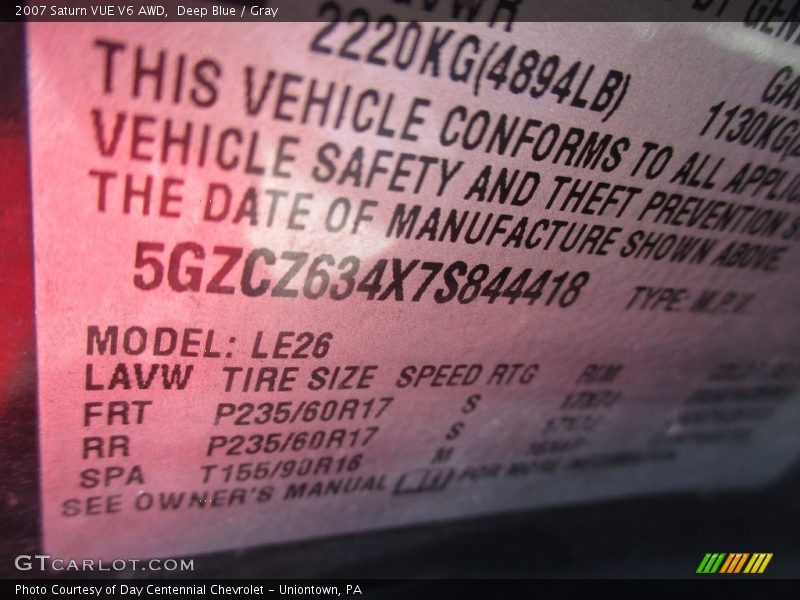 2007 Saturn VUE V6 AWD, Deep Blue / Gray
2220KG(4894LB)
1130KG(
THIS VEHICLE CONFORMS TO ALL APPLIC
VEHICLE SAFETY AND THEFT PREVENTION S
THE DATE OF MANUFACTURE SHOWN ABOVE.
5GZCZ634X7S844418 TYPE: M.P.V.
MODEL: LE26
LAVW TIRE SIZE SPEED RTG RIM
FRT P235/60R17 S
RR P235/60R17 S
SPA T155/90R16 M
SEE OWNER'S MANUAL FOR MORE INFORMATION
GTCARLOT.COM
Photo Courtesy of Day Centennial Chevrolet - Uniontown, PA